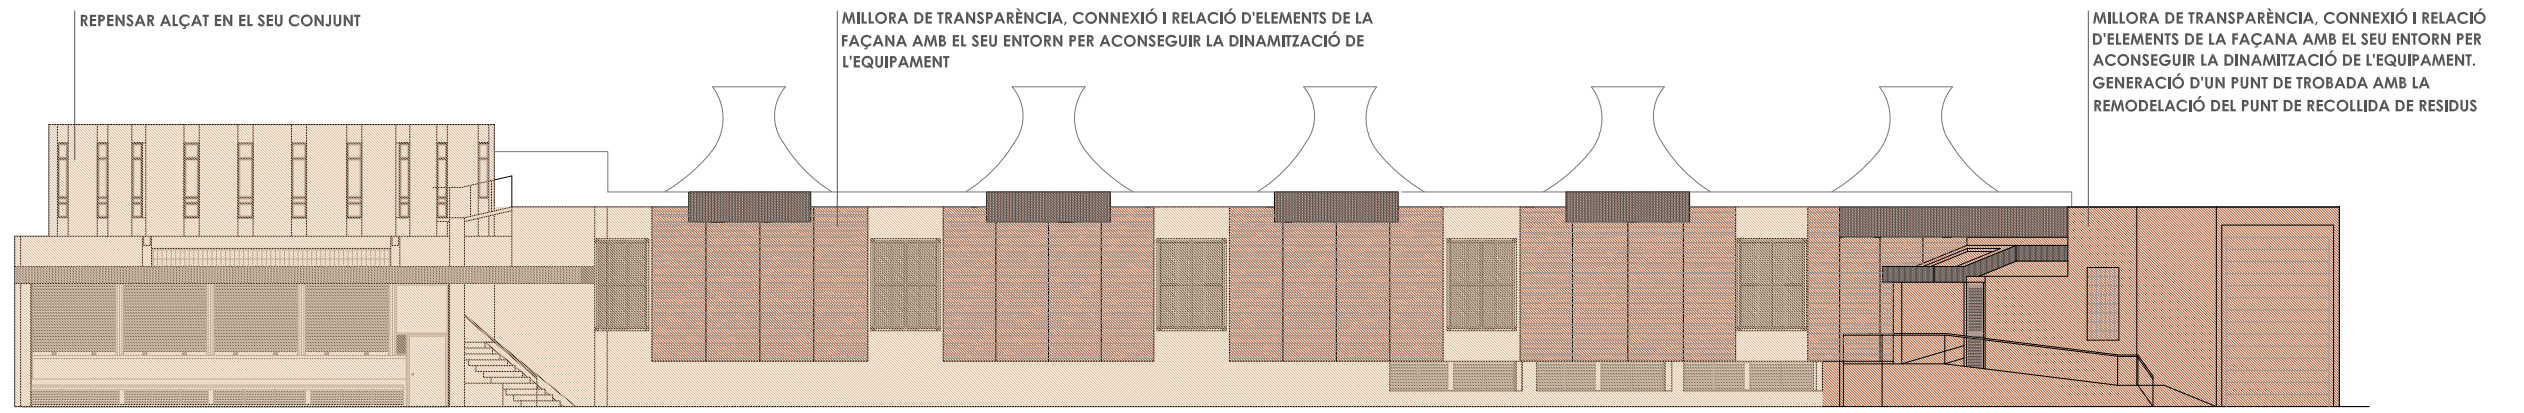 REPENSAR ALÇAT EN EL SEU CONJUNT
MILLORA DE TRANSPARÈNCIA, CONNEXIÓ I RELACIÓ D'ELEMENTS DE LA
FAÇANA AMB EL SEU ENTORN PER ACONSEGUIR LA DINAMITZACIÓ DE
L'EQUIPAMENT
MILLORA DE TRANSPARÈNCIA, CONNEXIÓ I RELACIÓ
D'ELEMENTS DE LA FAÇANA AMB EL SEU ENTORN PER
ACONSEGUIR LA DINAMITZACIÓ DE L'EQUIPAMENT.
GENERACIÓ D'UN PUNT DE TROBADA AMB LA
REMODELACIÓ DEL PUNT DE RECOLLIDA DE RESIDUS